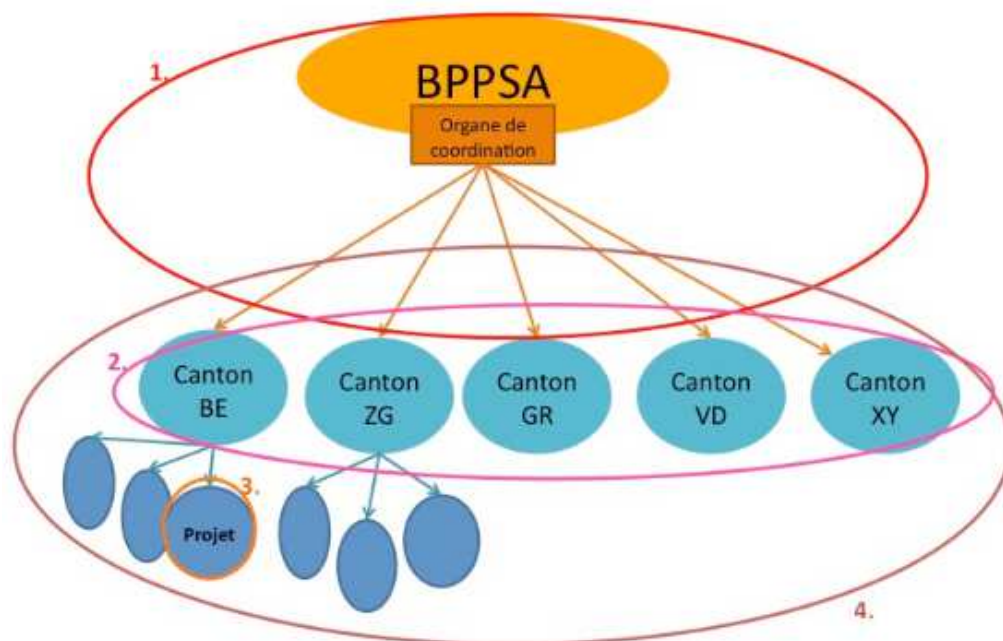 1.
BPPSA
Organe de
coordination
2.
Canton
BE
Canton
ZG
Canton
GR
Canton
VD
Canton
XY
3.
Projet
4.